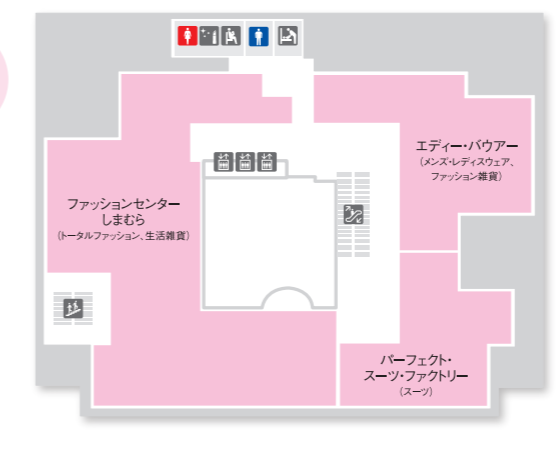 エディー・バウアー
（メンズ・レディスウェア、
ファッション雑貨）
ファッションセンター
しまむら
（トータルファッション、生活雑貨）
パーフェクト・
スーツ・ファクトリー
（スーツ）